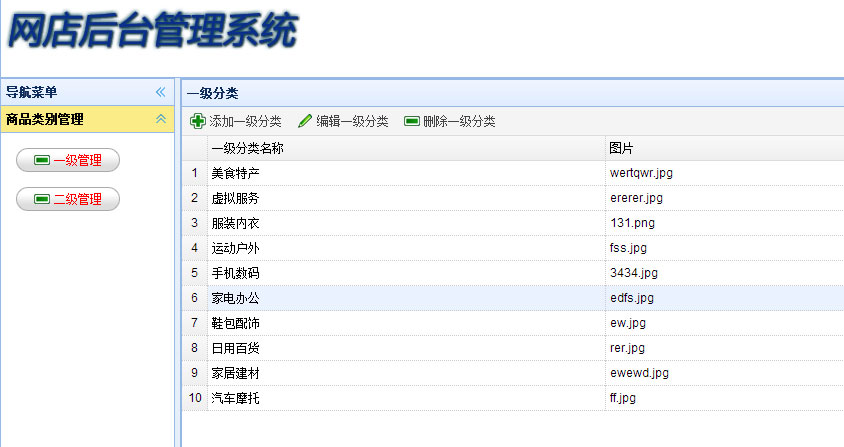 网店后台管理系统
导航菜单
商品类别管理
一级管理
二级管理
一级分类
添加一级分类 编辑一级分类 删除一级分类
一级分类名称 图片
1 美食特产 wertqwr.jpg
2 虚拟服务 ererer.jpg
3 服装内衣 131.png
4 运动户外 fss.jpg
5 手机数码 3434.jpg
6 家电办公 edfs.jpg
7 鞋包配饰 ew.jpg
8 日用百货 rer.jpg
9 家居建材 ewewd.jpg
10 汽车摩托 ff.jpg